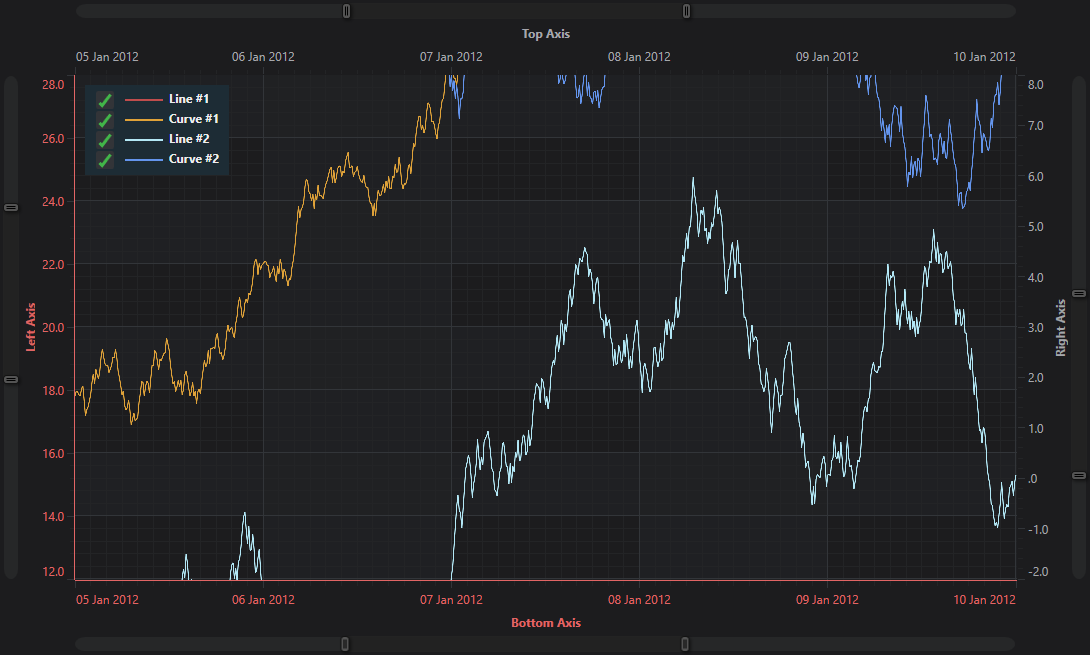 Top Axis
05 Jan 2012 06 Jan 2012 07 Jan 2012 08 Jan 2012 09 Jan 2012 10 Jan 2012
Line #1
Curve #1
Line #2
Curve #2
Left Axis
28.0
26.0
24.0
22.0
20.0
18.0
16.0
14.0
12.0
8.0
7.0
6.0
5.0
4.0
3.0
2.0
1.0
.0
-1.0
-2.0
Right Axis
05 Jan 2012 06 Jan 2012 07 Jan 2012 08 Jan 2012 09 Jan 2012 10 Jan 2012
Bottom Axis